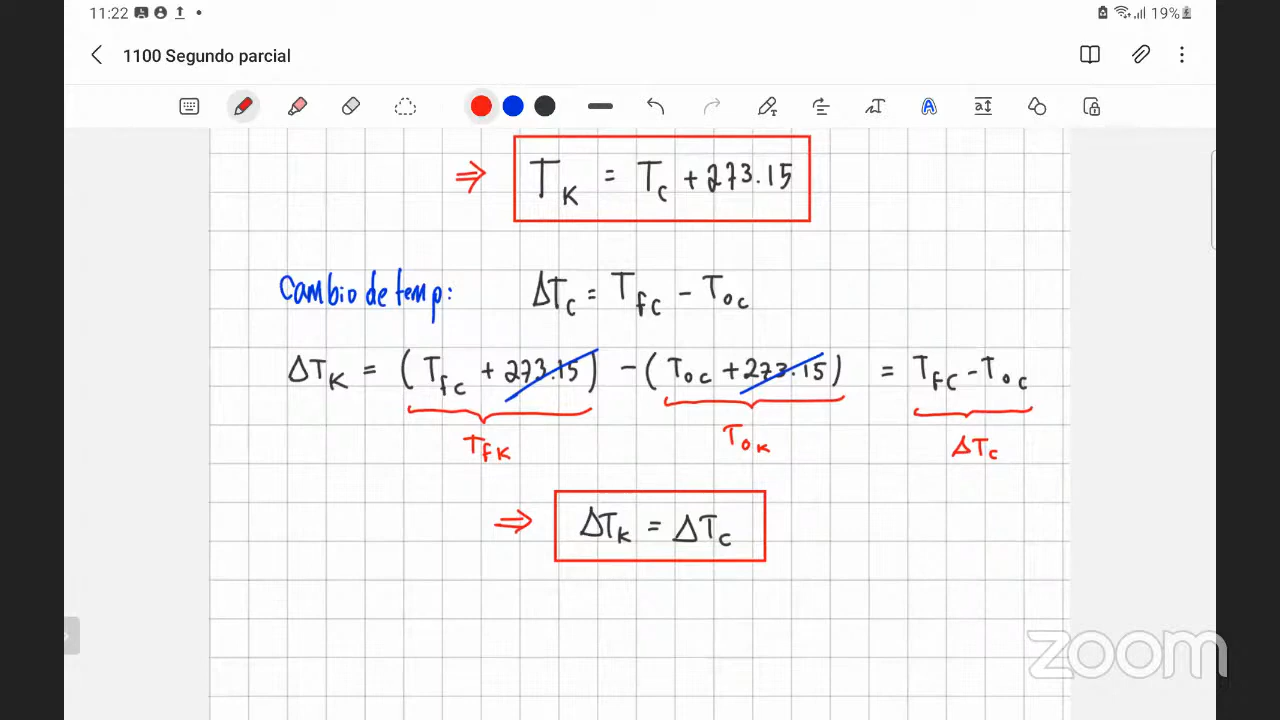 11:22 19%
1100 Segundo parcial
⇒ T_K = T_C + 273.15
Cambio de temp: ΔT_C = T_fC - T_oC
ΔT_K = (T_fC + 273.15) - (T_oC + 273.15) = T_fC - T_oC
T_fK T_oK ΔT_C
⇒ ΔT_K = ΔT_C
zoom